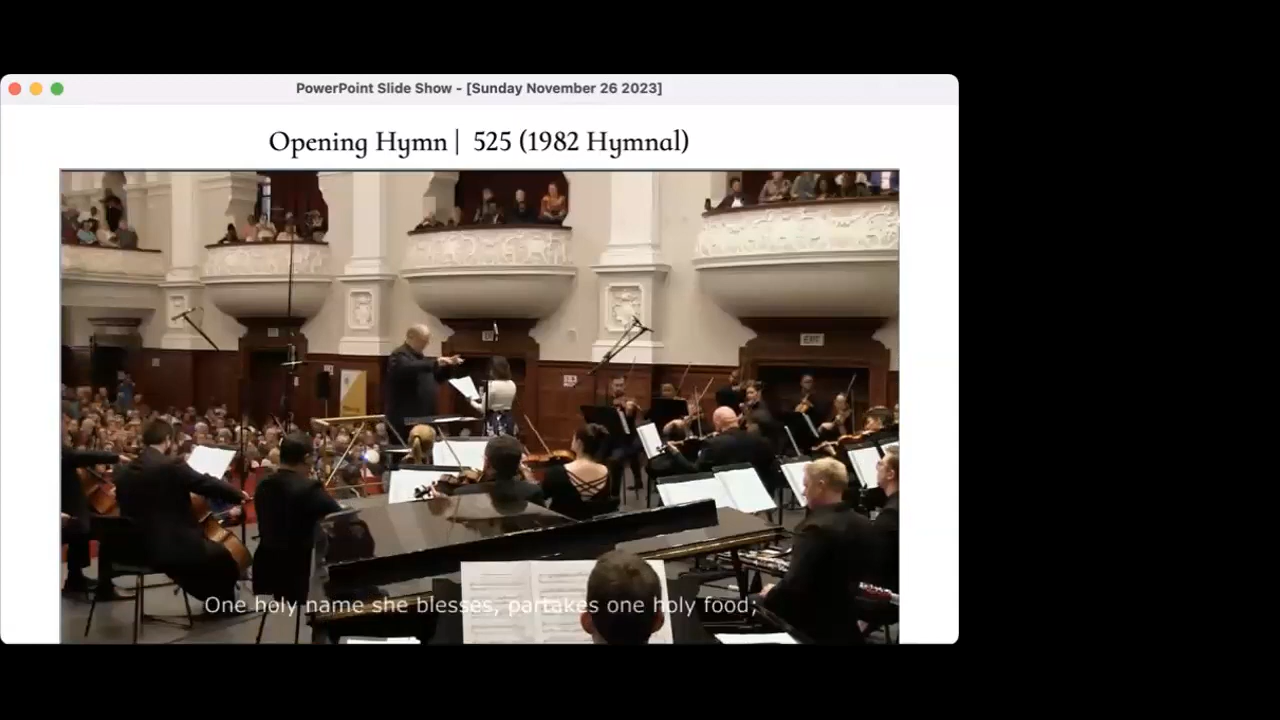 PowerPoint Slide Show - [Sunday November 26 2023]
Opening Hymn | 525 (1982 Hymnal)
EXIT
One holy name she blesses, partakes one holy food;